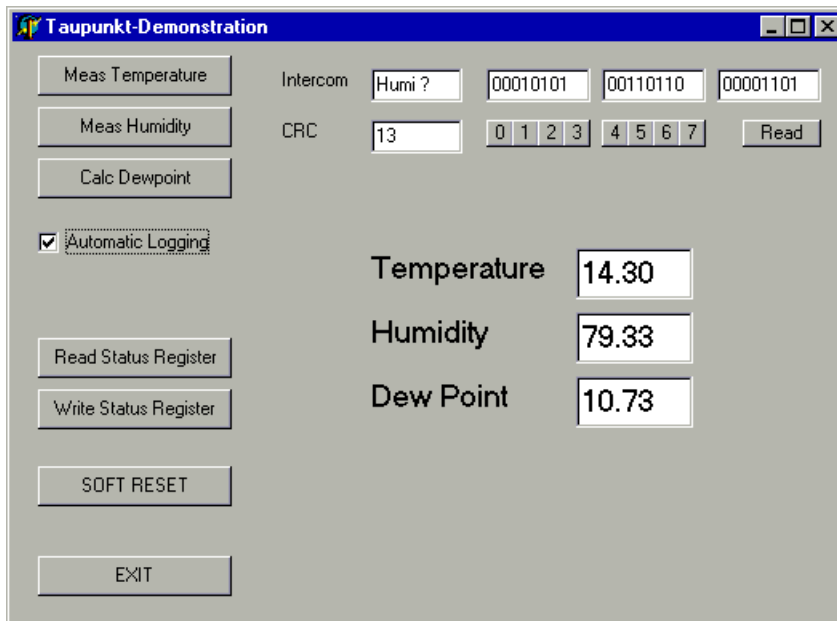 Taupunkt-Demonstration
Meas Temperature
Intercom Humi ? 00010101 00110110 00001101
Meas Humidity
CRC 13 0 1 2 3 4 5 6 7 Read
Calc Dewpoint
Automatic Logging
Temperature 14.30
Humidity 79.33
Read Status Register
Dew Point 10.73
Write Status Register
SOFT RESET
EXIT